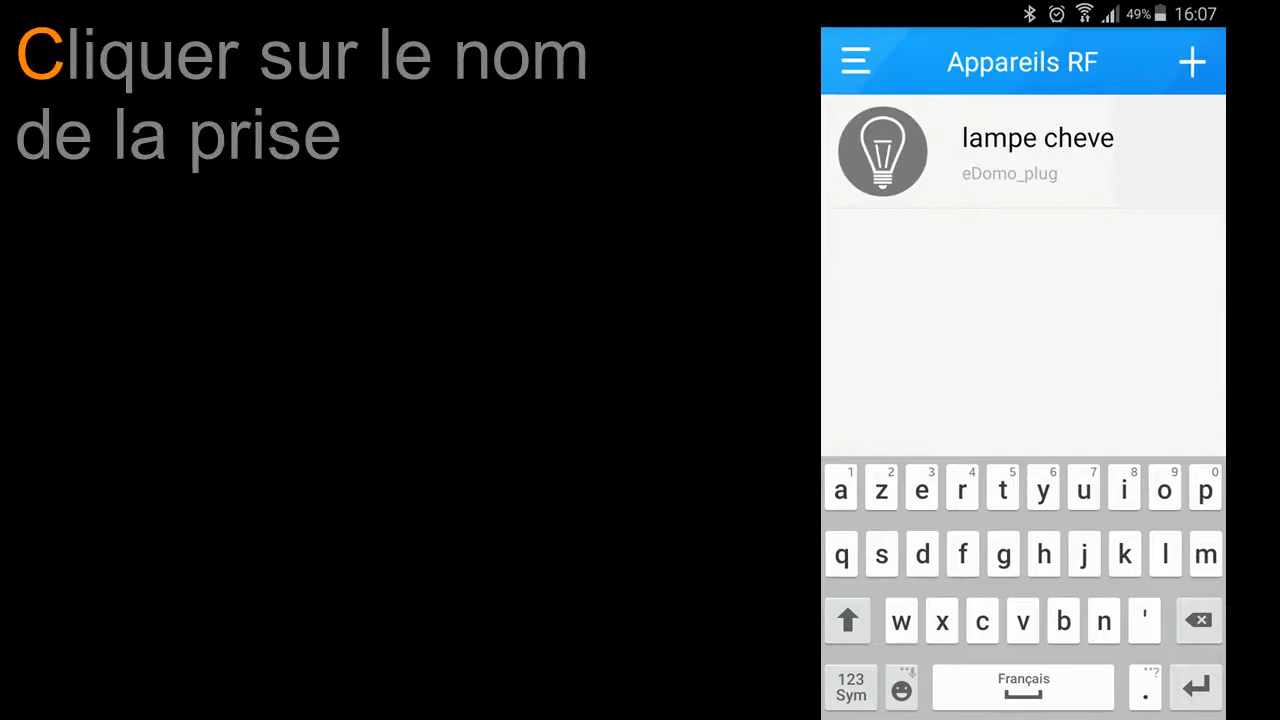 Cliquer sur le nom
de la prise
49% 16:07
Appareils RF
lampe cheve
eDomo_plug
1 2 3 4 5 6 7 8 9 0
a z e r t y u i o p
q s d f g h j k l m
w x c v b n '
123 Français ...?
Sym .